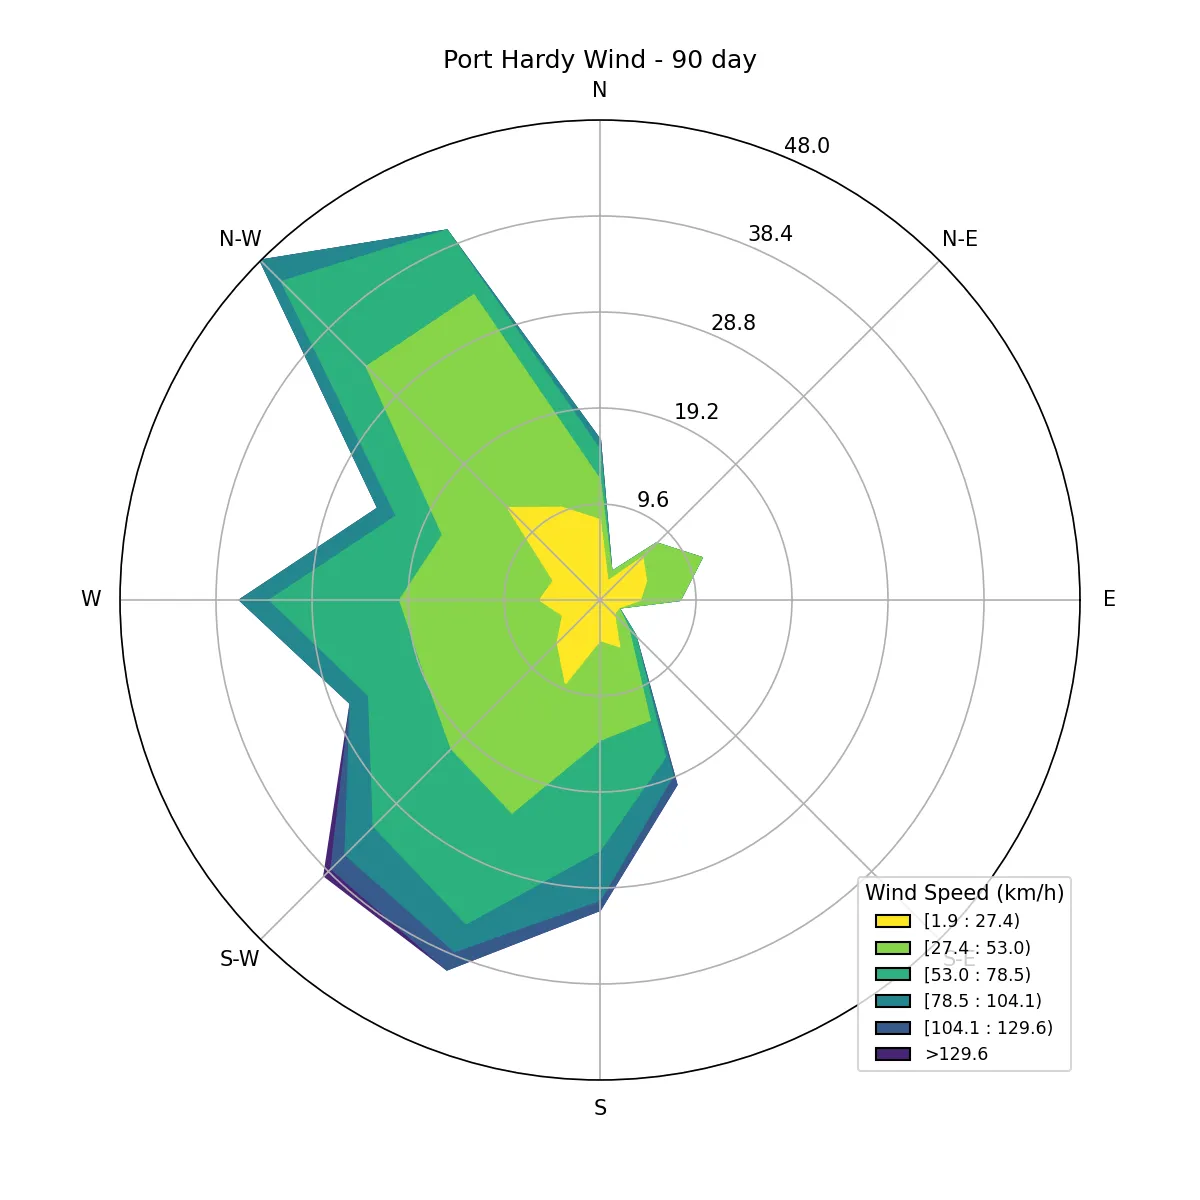 Port Hardy Wind - 90 day
N
48.0
N-W
38.4
N-E
28.8
19.2
9.6
W
E
Wind Speed (km/h)
[1.9 : 27.4)
[27.4 : 53.0)
S-W
S-E
[53.0 : 78.5)
[78.5 : 104.1)
[104.1 : 129.6)
>129.6
S